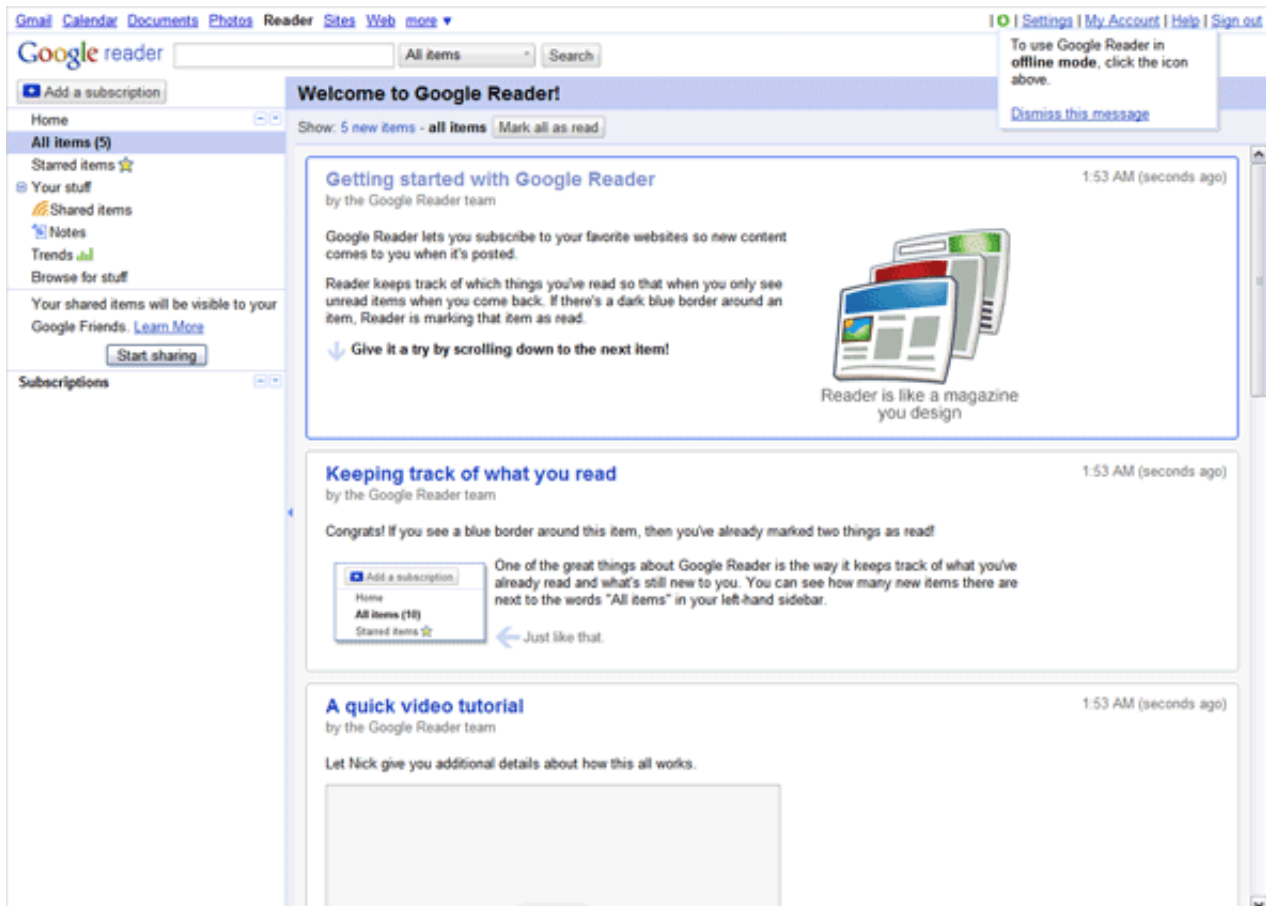 Gmail Calendar Documents Photos Reader Sites Web more ▼
| | Settings | My Account | Help | Sign out
Google reader
All items
Search
To use Google Reader in
offline mode, click the icon
above.
Dismiss this message
Add a subscription
Home
All items (5)
Starred items
Your stuff
Shared items
Notes
Trends
Browse for stuff
Your shared items will be visible to your
Google Friends. Learn More
Start sharing
Subscriptions
Welcome to Google Reader!
Show: 5 new items - all items Mark all as read
Getting started with Google Reader
1:53 AM (seconds ago)
by the Google Reader team
Google Reader lets you subscribe to your favorite websites so new content
comes to you when it's posted.
Reader keeps track of which things you've read so that when you only see
unread items when you come back. If there's a dark blue border around an
item, Reader is marking that item as read.
Give it a try by scrolling down to the next item!
Reader is like a magazine
you design
Keeping track of what you read
1:53 AM (seconds ago)
by the Google Reader team
Congrats! If you see a blue border around this item, then you've already marked two things as read!
Add a subscription
Home
All items (10)
Starred items
One of the great things about Google Reader is the way it keeps track of what you've
already read and what's still new to you. You can see how many new items there are
next to the words "All items" in your left-hand sidebar.
Just like that.
A quick video tutorial
1:53 AM (seconds ago)
by the Google Reader team
Let Nick give you additional details about how this all works.